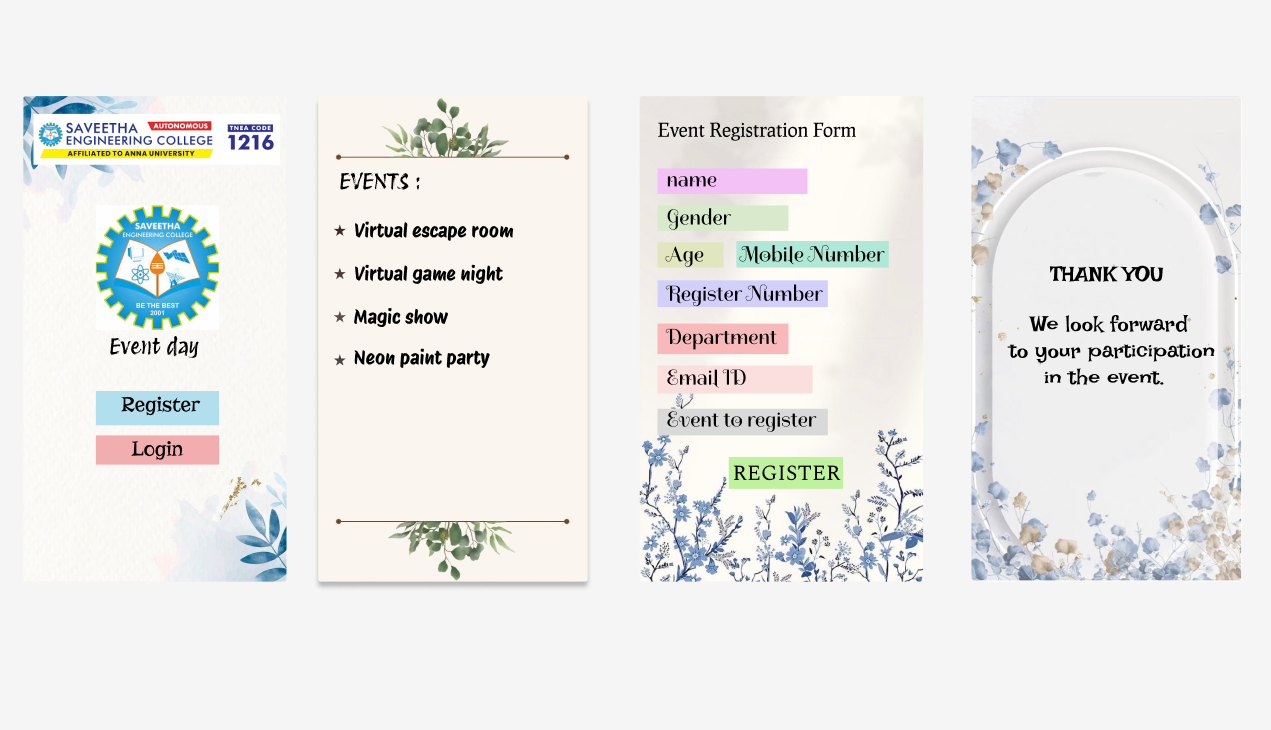 SAVEETHA AUTONOMOUS
ENGINEERING COLLEGE
AFFILIATED TO ANNA UNIVERSITY
TNEA CODE
1216
SAVEETHA
ENGINEERING COLLEGE
BE THE BEST
2001
Event day
Register
Login
EVENTS :
★ Virtual escape room
★ Virtual game night
★ Magic show
★ Neon paint party
Event Registration Form
name
Gender
Age Mobile Number
Register Number
Department
Email ID
Event to register
REGISTER
THANK YOU
We look forward
to your participation
in the event.